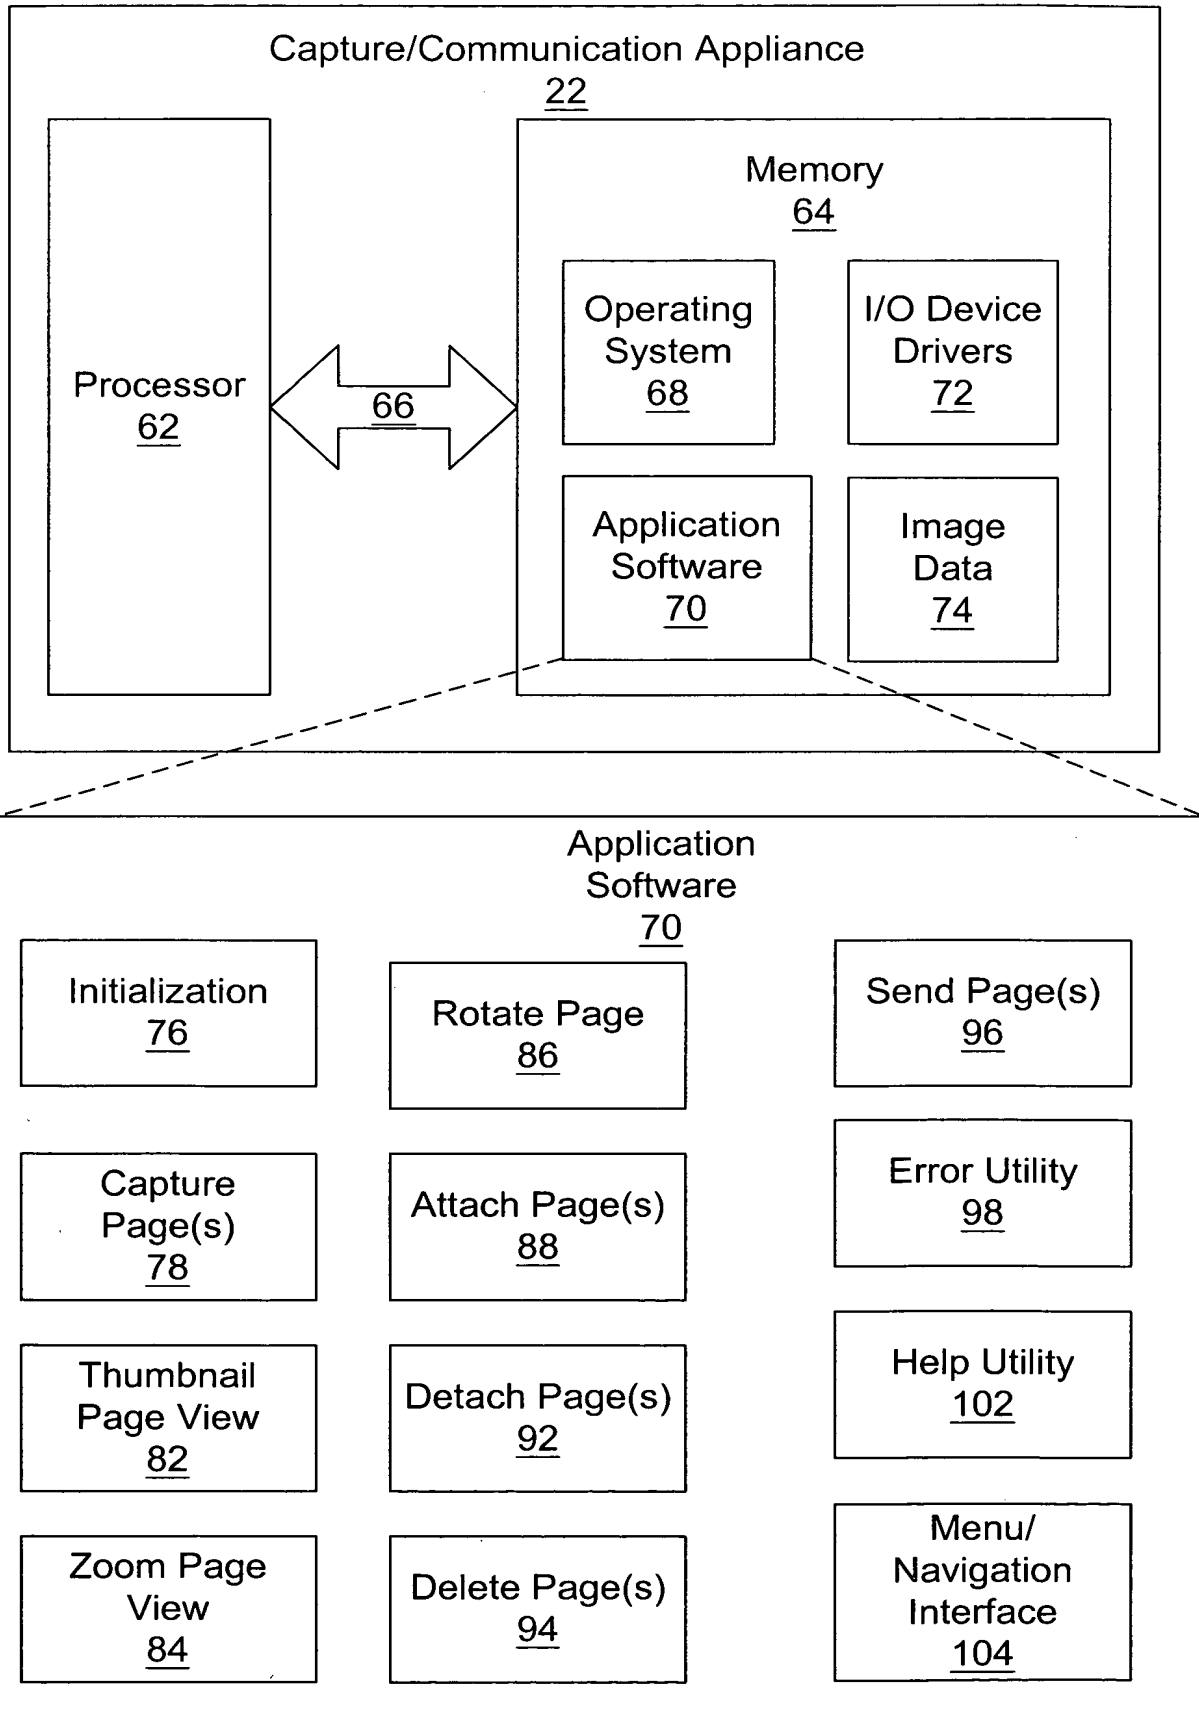 Capture/Communication Appliance
22
Processor
62
66
Memory
64
Operating
System
68
I/O Device
Drivers
72
Application
Software
70
Image
Data
74
Application
Software
70
Initialization
76
Capture
Page(s)
78
Thumbnail
Page View
82
Zoom Page
View
84
Rotate Page
86
Attach Page(s)
88
Detach Page(s)
92
Delete Page(s)
94
Send Page(s)
96
Error Utility
98
Help Utility
102
Menu/
Navigation
Interface
104